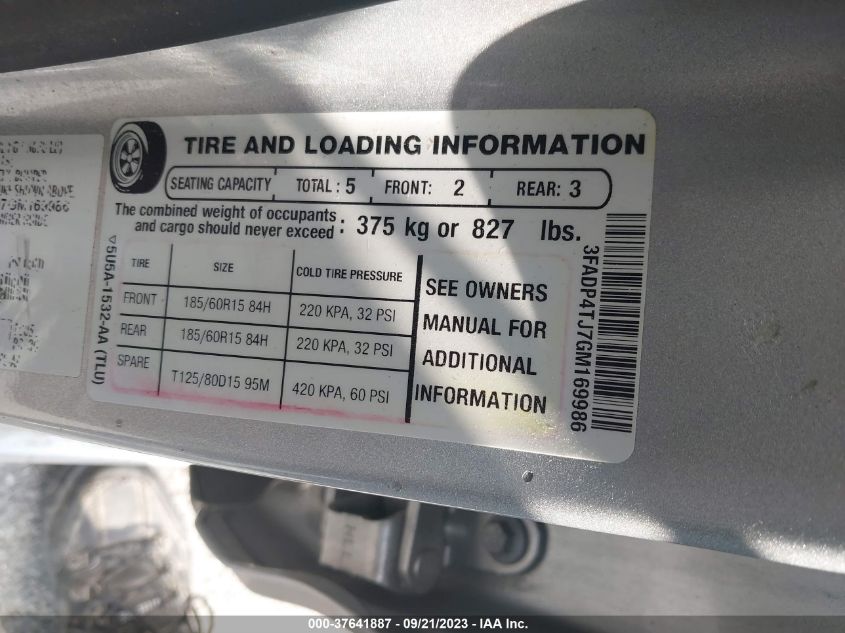 TIRE AND LOADING INFORMATION
SEATING CAPACITY TOTAL : 5 FRONT: 2 REAR: 3
The combined weight of occupants
and cargo should never exceed : 375 kg or 827 lbs.
TIRE SIZE COLD TIRE PRESSURE
FRONT 185/60R15 84H 220 KPA, 32 PSI
REAR 185/60R15 84H 220 KPA, 32 PSI
SPARE T125/80D15 95M 420 KPA, 60 PSI
SEE OWNERS
MANUAL FOR
ADDITIONAL
INFORMATION
5U5A-1532-AA (TLU)
3FADP4TJ7GM169986
SHOWN ABOVE
000-37641887 - 09/21/2023 - IAA Inc.